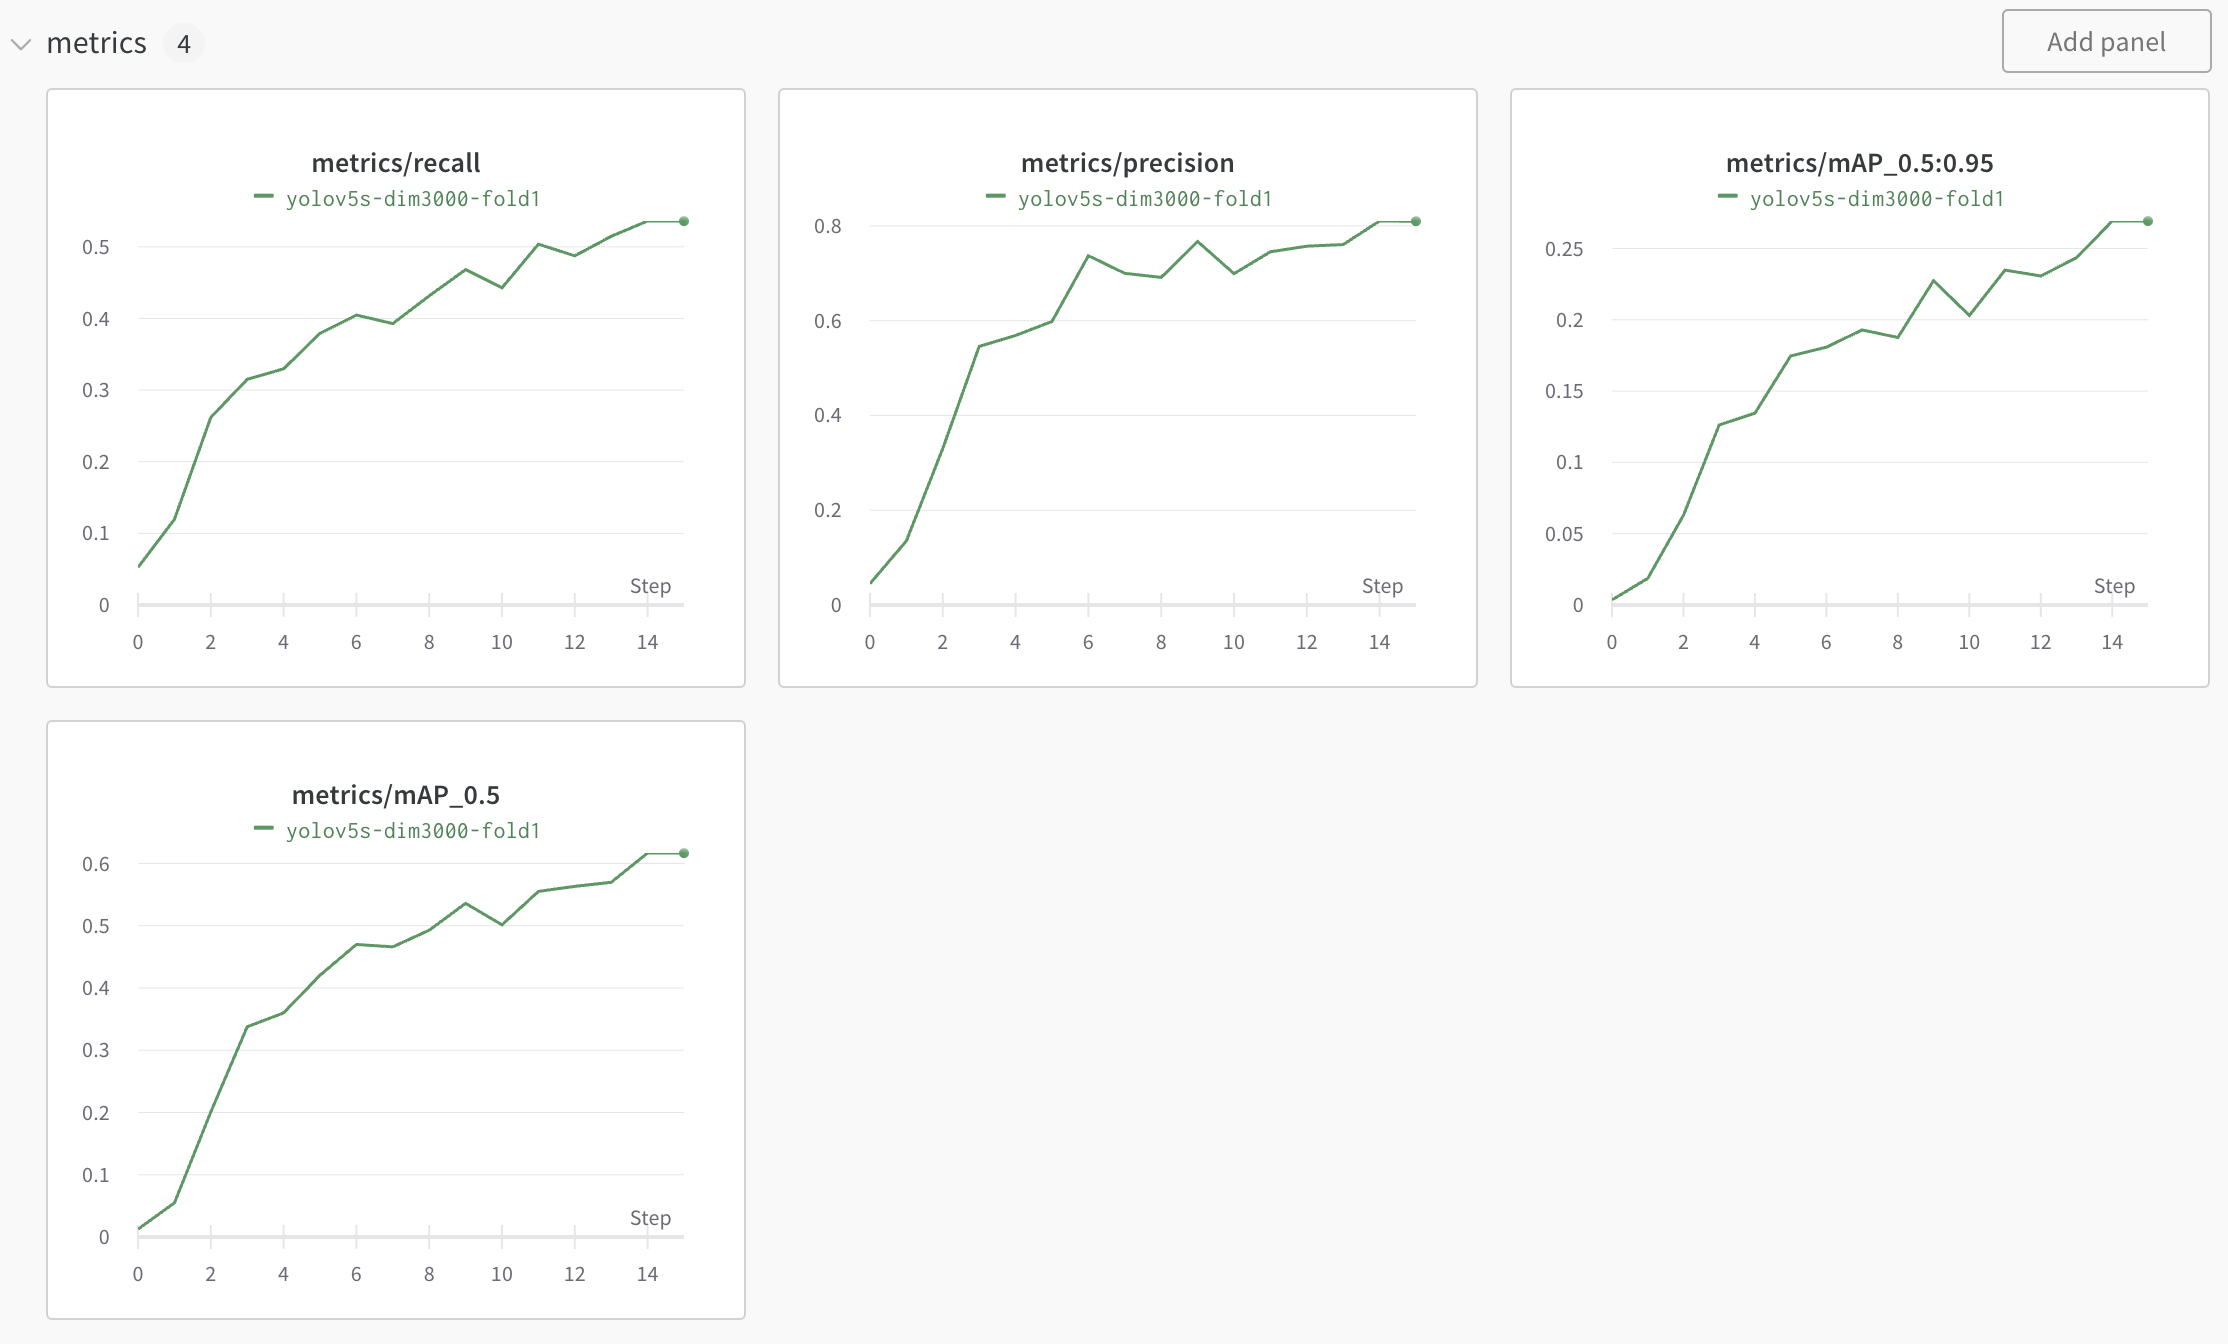 metrics 4
Add panel
metrics/recall
yolov5s-dim3000-fold1
0.5
0.4
0.3
0.2
0.1
0
Step
0 2 4 6 8 10 12 14
metrics/precision
yolov5s-dim3000-fold1
0.8
0.6
0.4
0.2
0
Step
0 2 4 6 8 10 12 14
metrics/mAP_0.5:0.95
yolov5s-dim3000-fold1
0.25
0.2
0.15
0.1
0.05
0
Step
0 2 4 6 8 10 12 14
metrics/mAP_0.5
yolov5s-dim3000-fold1
0.6
0.5
0.4
0.3
0.2
0.1
0
Step
0 2 4 6 8 10 12 14